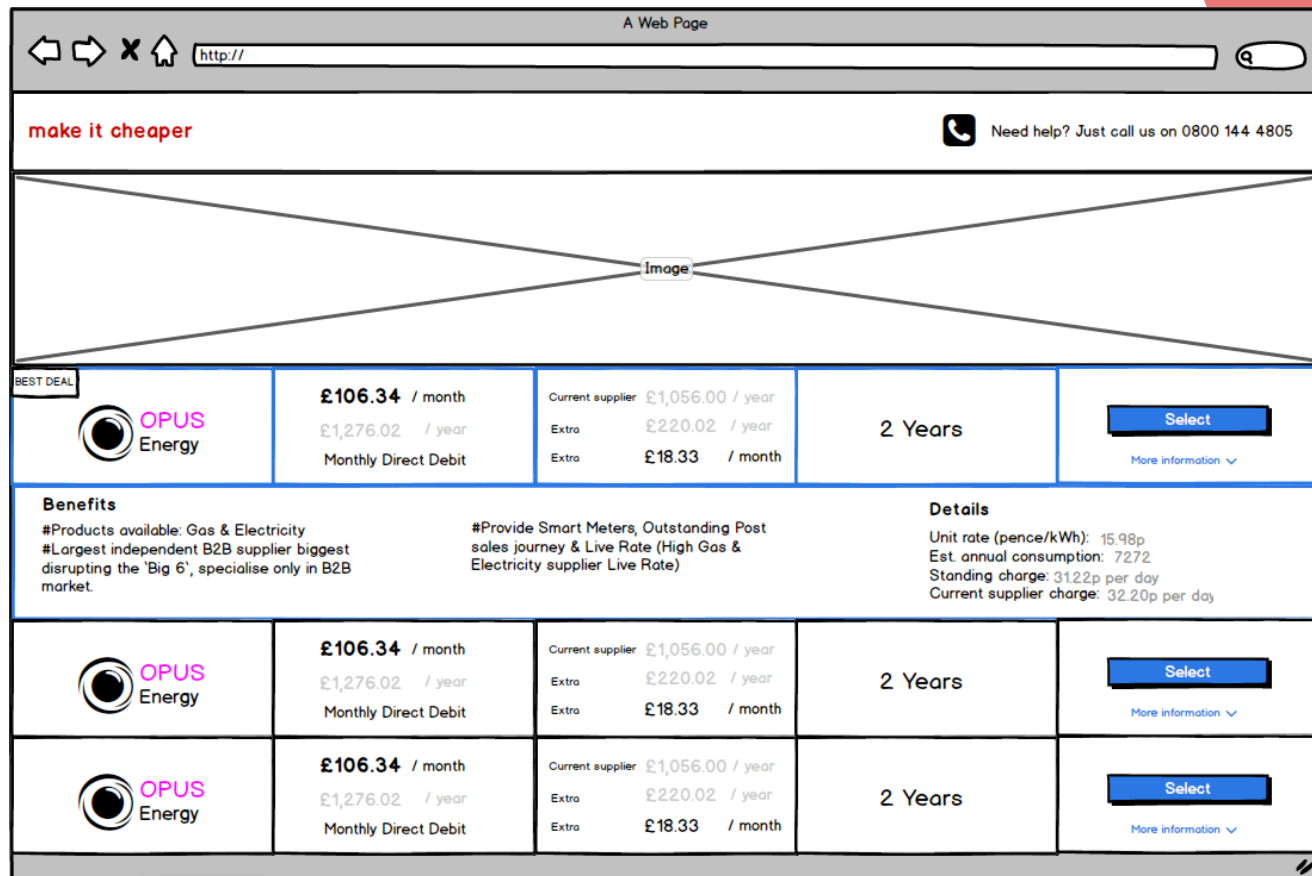 A Web Page
http://
make it cheaper
Need help? Just call us on 0800 144 4805
Image
BEST DEAL
OPUS
Energy
£106.34 / month
£1,276.02 / year
Monthly Direct Debit
Current supplier £1,056.00 / year
Extra £220.02 / year
Extra £18.33 / month
2 Years
Select
More information
Benefits
#Products available: Gas & Electricity
#Largest independent B2B supplier biggest
disrupting the `Big 6`, specialise only in B2B
market.
#Provide Smart Meters, Outstanding Post
sales journey & Live Rate (High Gas &
Electricity supplier Live Rate)
Details
Unit rate (pence/kWh): 15.98p
Est. annual consumption: 7272
Standing charge: 31.22p per day
Current supplier charge: 32.20p per day
OPUS
Energy
£106.34 / month
£1,276.02 / year
Monthly Direct Debit
Current supplier £1,056.00 / year
Extra £220.02 / year
Extra £18.33 / month
2 Years
Select
More information
OPUS
Energy
£106.34 / month
£1,276.02 / year
Monthly Direct Debit
Current supplier £1,056.00 / year
Extra £220.02 / year
Extra £18.33 / month
2 Years
Select
More information